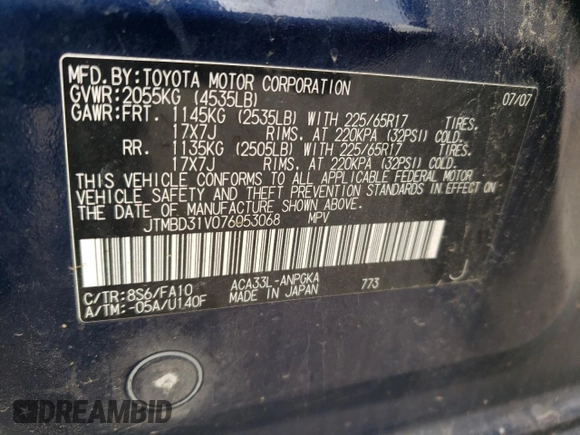 MFD.BY:TOYOTA MOTOR CORPORATION 07/07
GVWR:2055KG (4535LB)
GAWR:FRT. 1145KG (2535LB) WITH 225/65R17 TIRES.
17X7J RIMS. AT 220KPA (32PSI) COLD.
RR. 1135KG (2505LB) WITH 225/65R17 TIRES.
17X7J RIMS. AT 220KPA (32PSI) COLD.
THIS VEHICLE CONFORMS TO ALL APPLICABLE FEDERAL MOTOR
VEHICLE SAFETY AND THEFT PREVENTION STANDARDS IN EFFECT ON
THE DATE OF MANUFACTURE SHOWN ABOVE.
JTMBD31V076053068 MPV
C/TR:8S6/FA10 ACA33L-ANPGKA 773 J
A/TM:-05A/U140F MADE IN JAPAN
DREAMBID